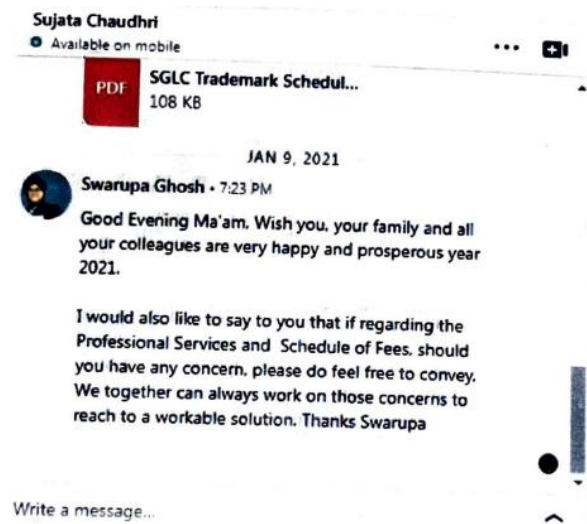 Sujata Chaudhri
Available on mobile
PDF
SGLC Trademark Schedul...
108 KB
JAN 9, 2021
Swarupa Ghosh • 7:23 PM
Good Evening Ma'am. Wish you, your family and all
your colleagues are very happy and prosperous year
2021.
I would also like to say to you that if regarding the
Professional Services and Schedule of Fees, should
you have any concern, please do feel free to convey.
We together can always work on those concerns to
reach to a workable solution. Thanks Swarupa
Write a message...